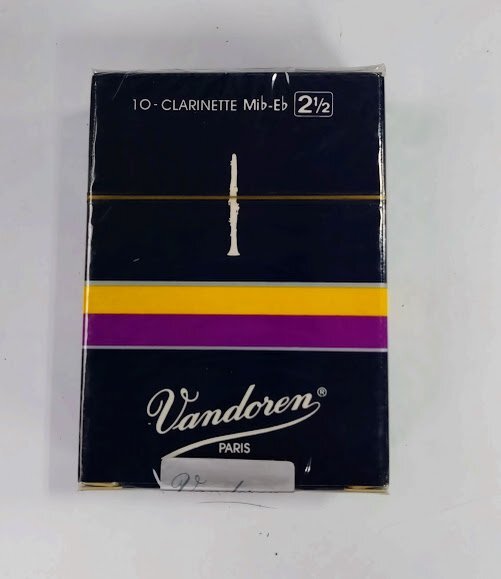 10 - CLARINETTE Mib-Eb 2½
Vandoren®
PARIS